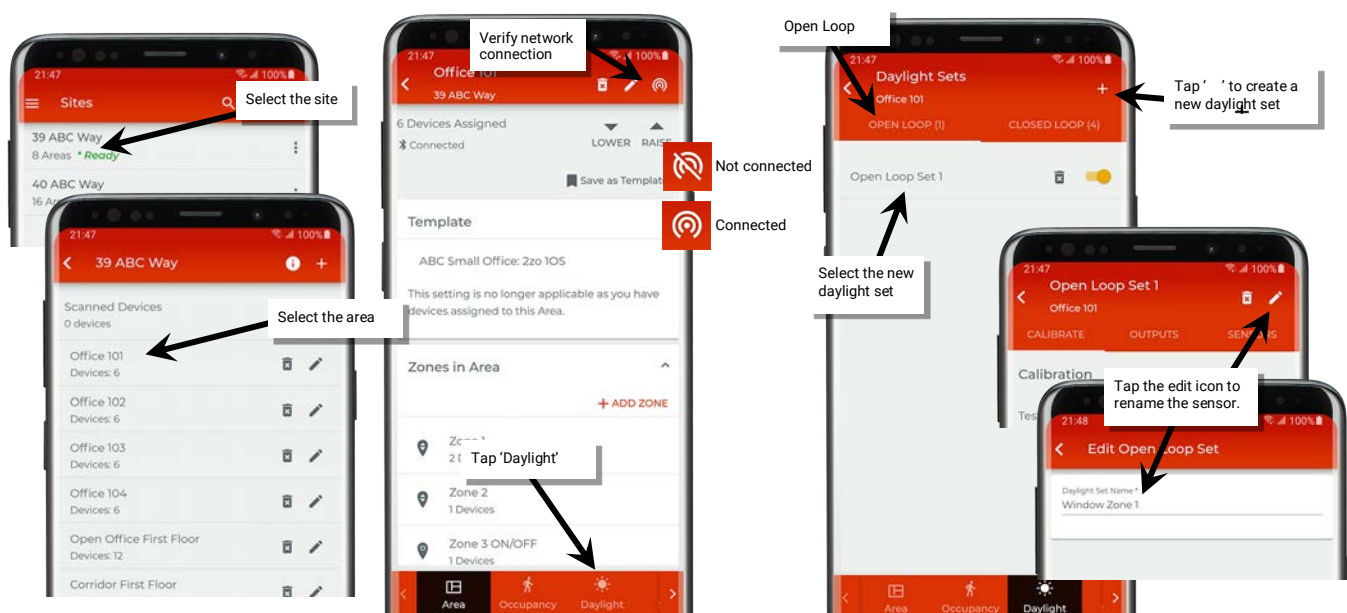 21:47
100%
Sites
Select the site
39 ABC Way
8 Areas * Ready
40 ABC Way
21:47
100%
39 ABC Way
Scanned Devices
0 devices
Select the area
Office 101
Devices: 6
Office 102
Devices: 6
Office 103
Devices: 6
Office 104
Devices: 6
Open Office First Floor
Devices: 12
Corridor First Floor
Verify network
connection
21:47
100%
Office 101
39 ABC Way
6 Devices Assigned
Connected
LOWER RAISE
Save as Template
Template
ABC Small Office: 2zo 1OS
This setting is no longer applicable as you have
devices assigned to this Area.
Zones in Area
+ ADD ZONE
Tap 'Daylight'
Zone 2
1 Devices
Zone 3 ON/OFF
1 Devices
Area Occupancy Daylight
Not connected
Connected
Open Loop
21:47
100%
Daylight Sets
Office 101
+
Tap ' ' to create a
new daylight set
+
OPEN LOOP (1) CLOSED LOOP (4)
Open Loop Set 1
Select the new
daylight set
Area Occupancy Daylight
21:47
100%
Open Loop Set 1
Office 101
CALIBRATE OUTPUTS SENSORS
Calibration
Tap the edit icon to
rename the sensor.
21:48
100%
Edit Open Loop Set
Daylight Set Name *
Window Zone 1